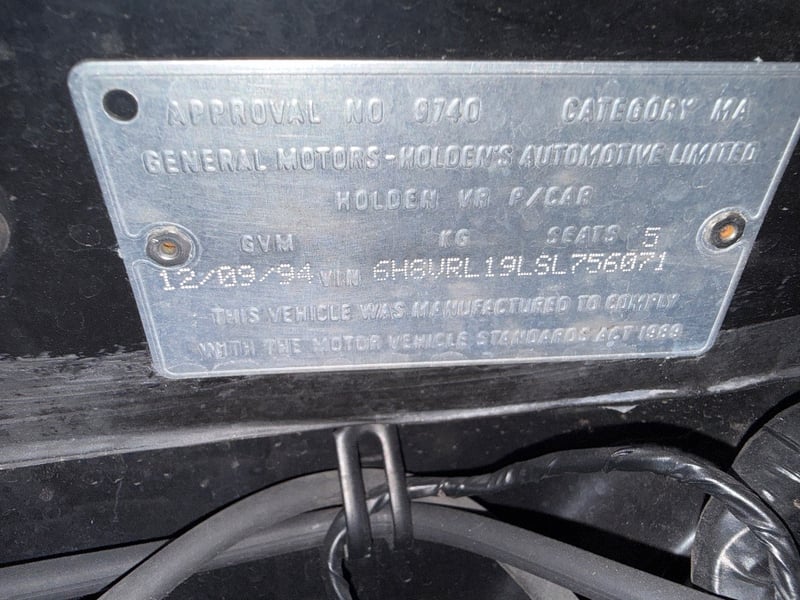 APPROVAL NO 9740 CATEGORY MA
GENERAL MOTORS-HOLDEN'S AUTOMOTIVE LIMITED
HOLDEN VR P/CAR
GVM KG SEATS 5
12/09/94 VIN 6H8VRL19LSL756071
THIS VEHICLE WAS MANUFACTURED TO COMPLY
WITH THE MOTOR VEHICLE STANDARDS ACT 1989